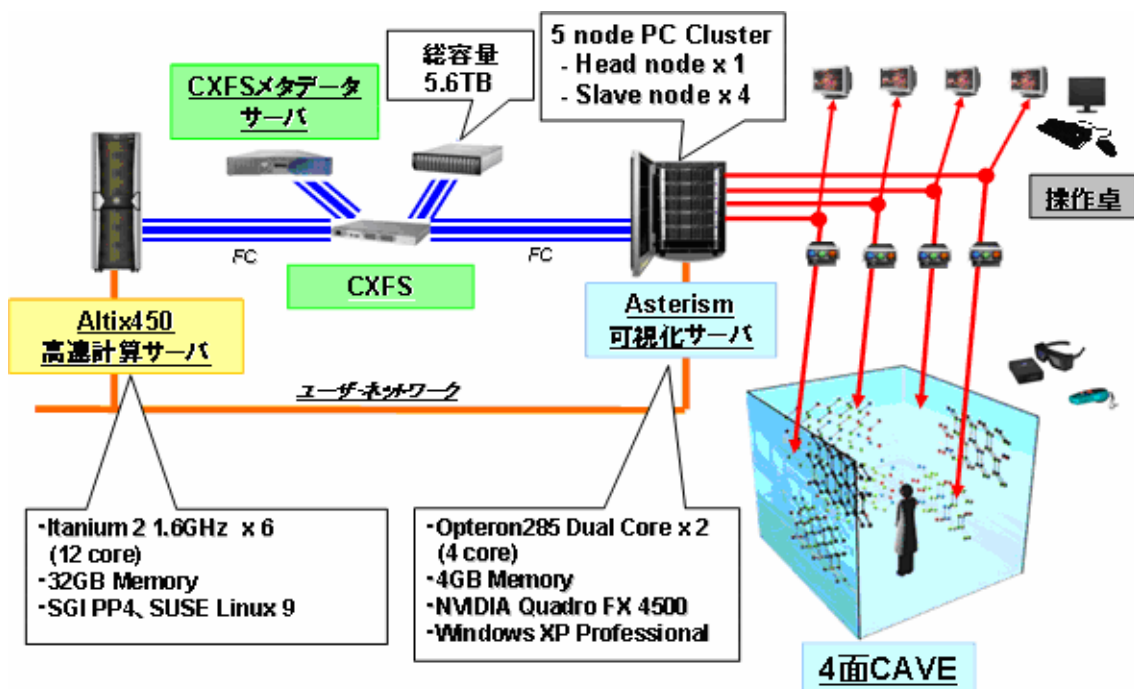 総容量
5.6TB
5 node PC Cluster
- Head node x 1
- Slave node x 4
CXFSメタデータ
サーバ
操作卓
FC
FC
CXFS
Altix450
高速計算サーバ
Asterism
可視化サーバ
ユーザーネットワーク
・Itanium 2 1.6GHz x 6
(12 core)
・32GB Memory
・SGI PP4、SUSE Linux 9
・Opteron285 Dual Core x 2
(4 core)
・4GB Memory
・NVIDIA Quadro FX 4500
・Windows XP Professional
4面CAVE